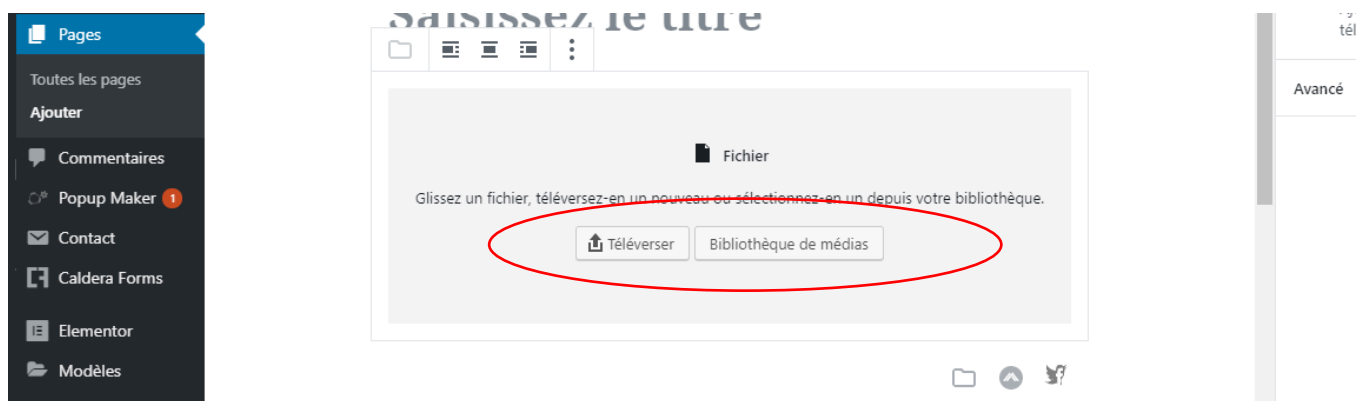 Pages
Toutes les pages
Ajouter
Commentaires
Popup Maker 1
Contact
Caldera Forms
Elementor
Modèles
Saisissez le titre
Fichier
Glissez un fichier, téléversez-en un nouveau ou sélectionnez-en un depuis votre bibliothèque.
Téléverser Bibliothèque de médias
tél
Avancé